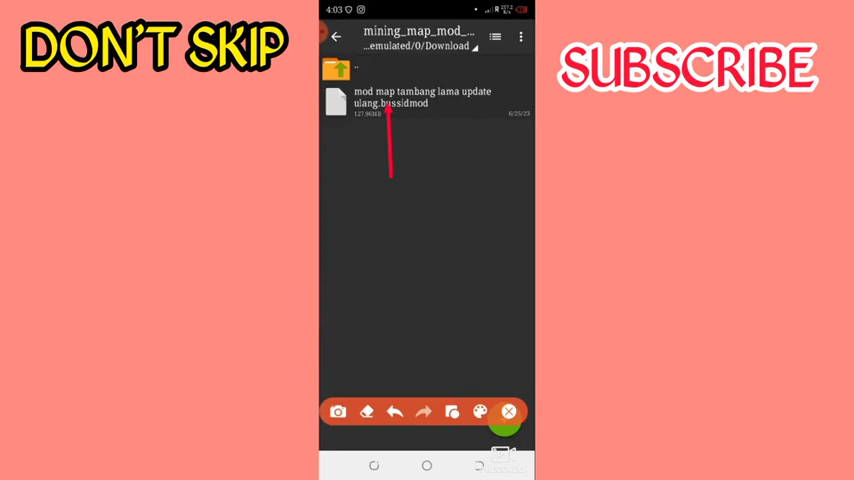 DON'T SKIP
SUBSCRIBE
4:03
mining_map_mod_...
...emulated/0/Download
..
mod map tambang lama update
ulang.bussidmod
127.96MB
6/25/23